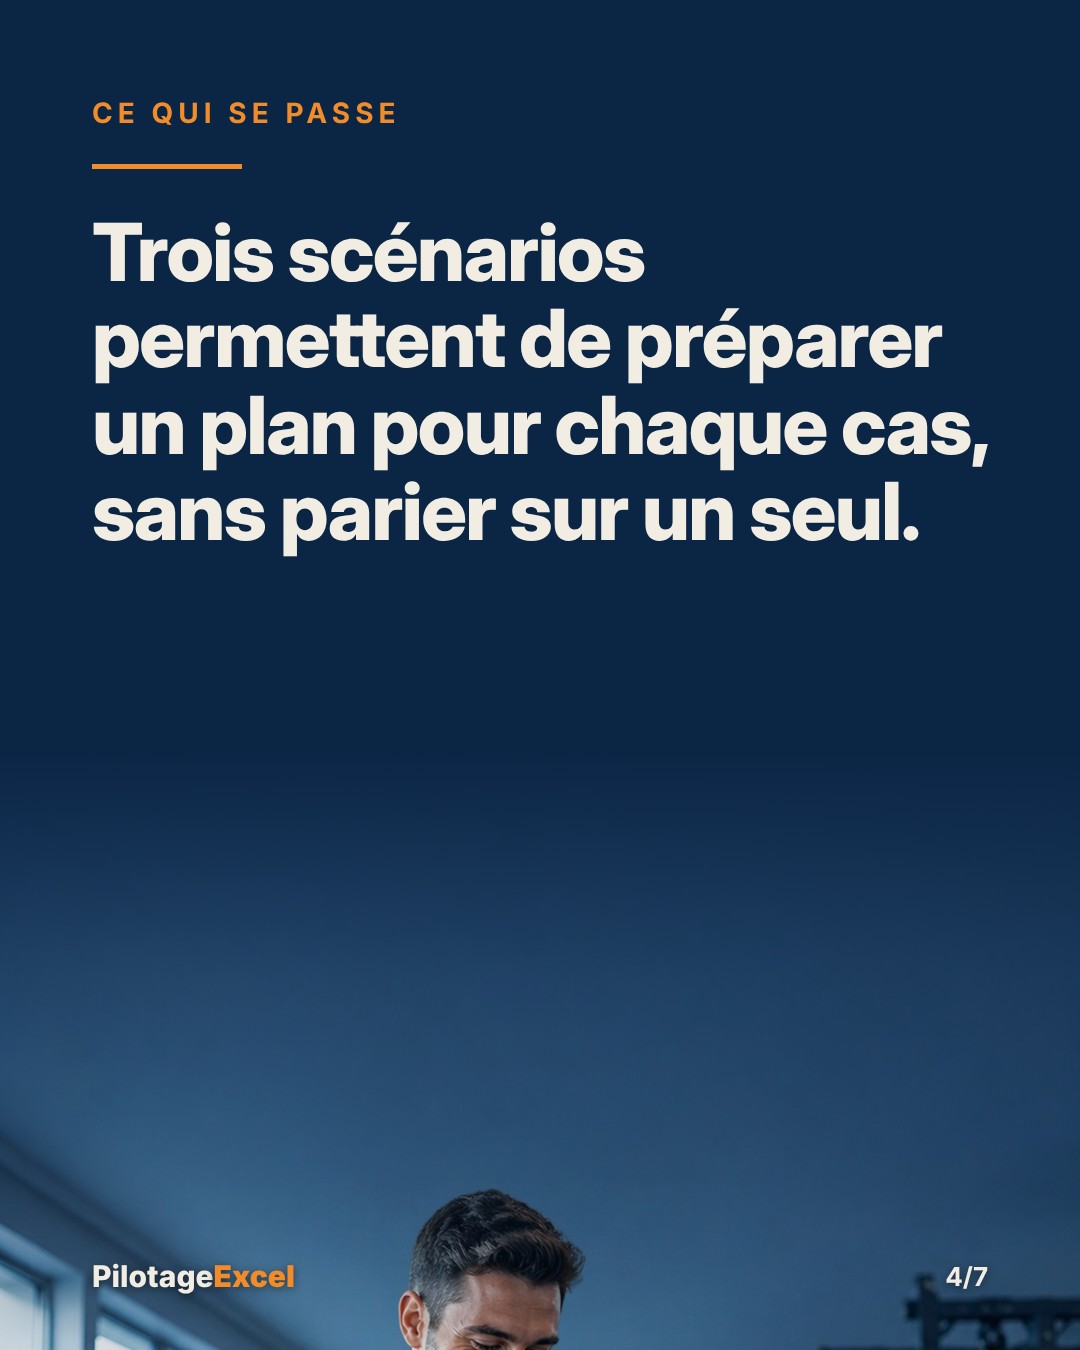 CE QUI SE PASSE
Trois scénarios
permettent de préparer
un plan pour chaque cas,
sans parier sur un seul.
PilotageExcel
4/7